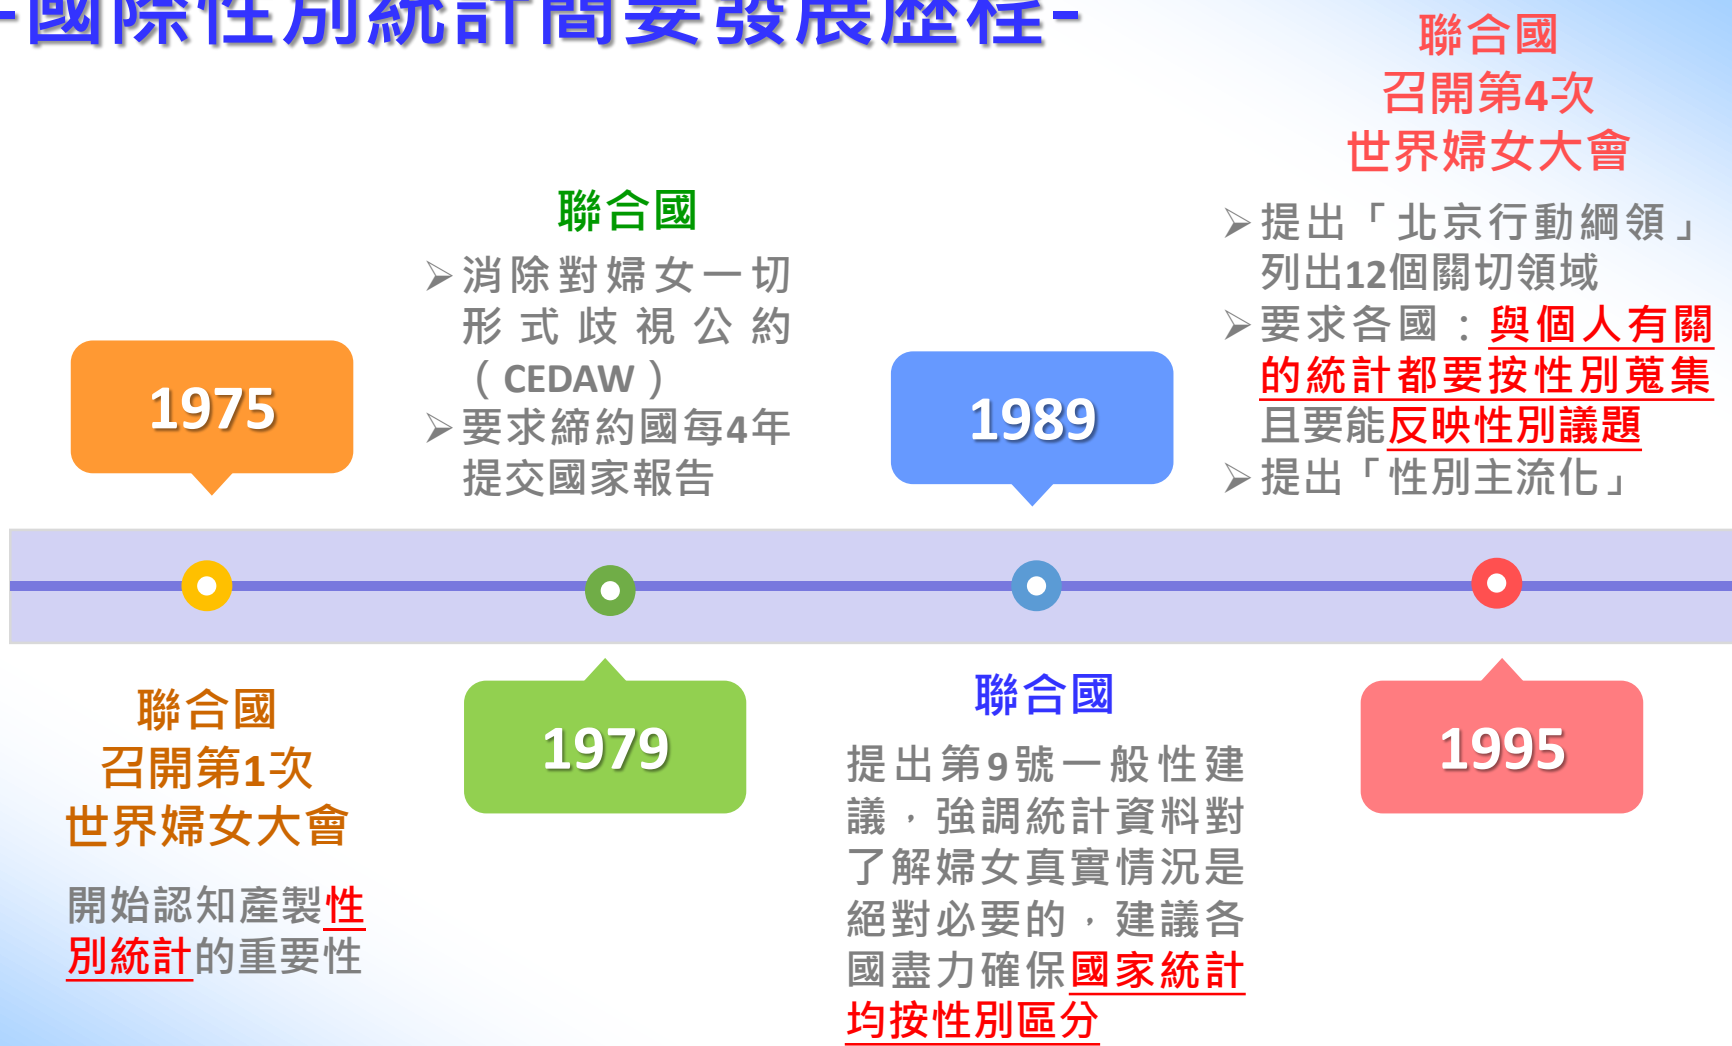 -國際性別統計簡要發展歷程-
1975
聯合國
召開第1次
世界婦女大會
開始認知產製性
別統計的重要性
聯合國
➢消除對婦女一切
形式歧視公約
（CEDAW）
➢要求締約國每4年
提交國家報告
1979
1989
聯合國
提出第9號一般性建
議，強調統計資料對
了解婦女真實情況是
絕對必要的，建議各
國盡力確保國家統計
均按性別區分
聯合國
召開第4次
世界婦女大會
➢提出「北京行動綱領」
列出12個關切領域
➢要求各國：與個人有關
的統計都要按性別蒐集
且要能反映性別議題
➢提出「性別主流化」
1995